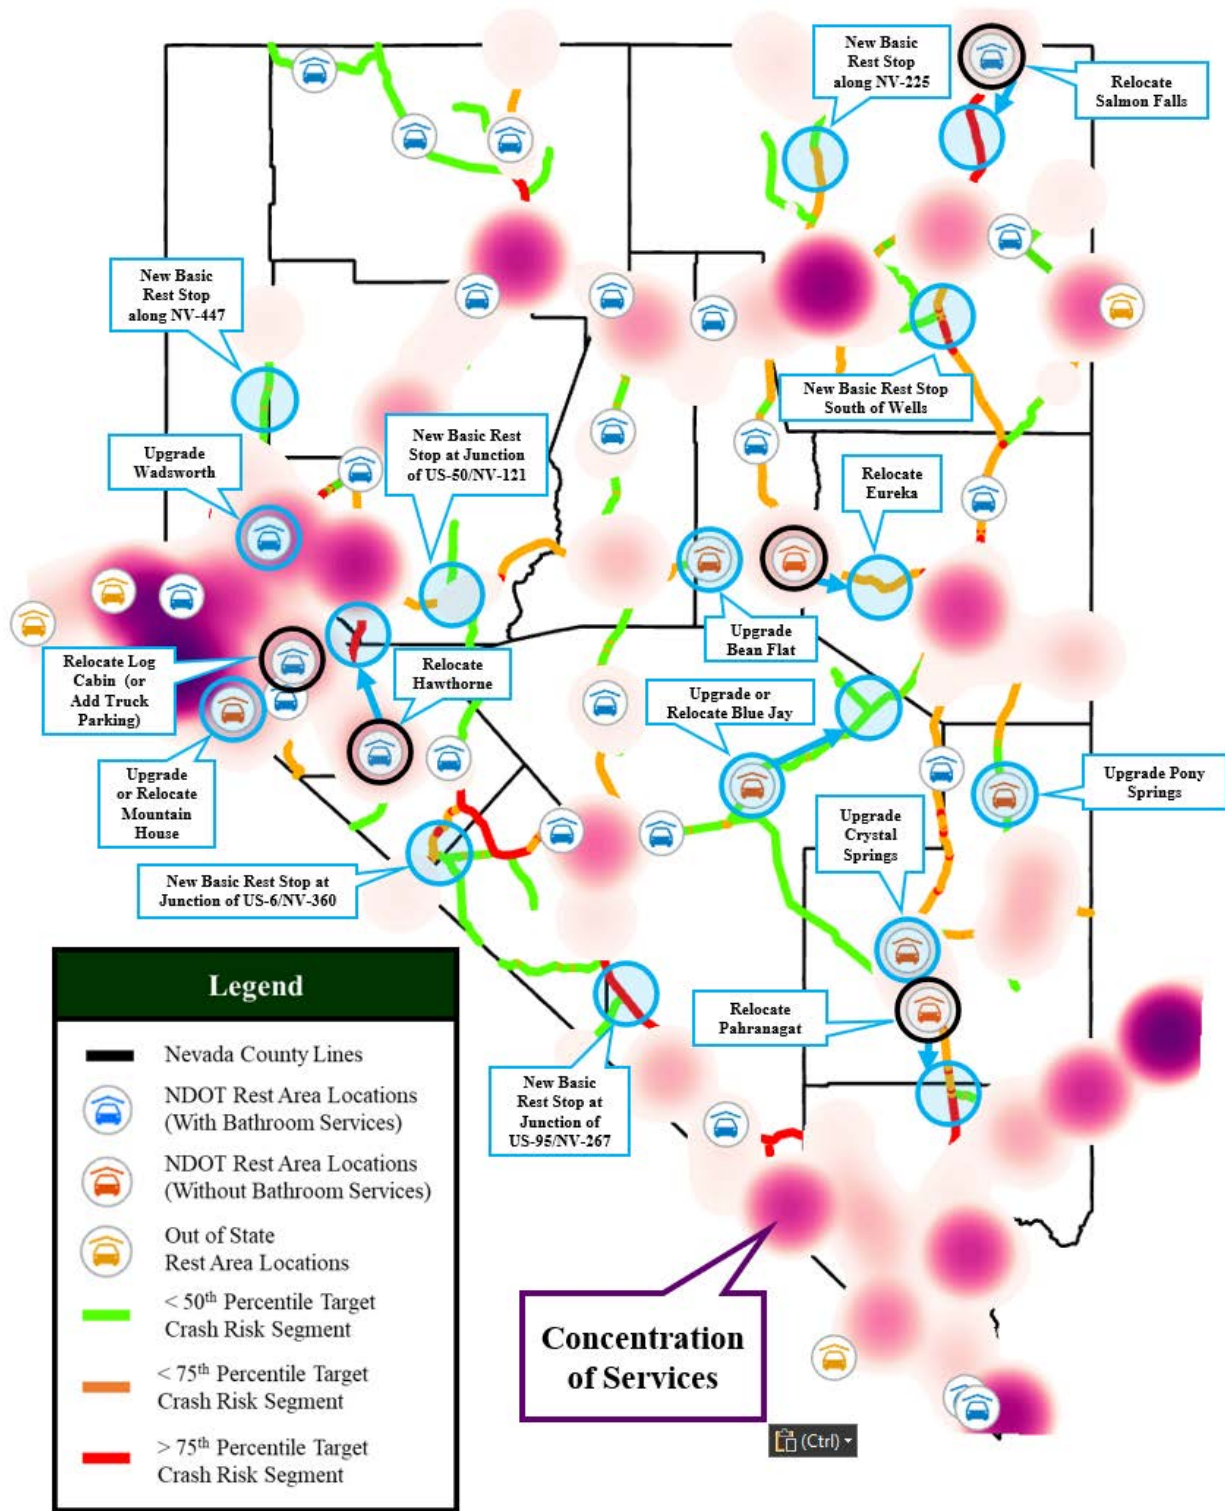 New Basic
Rest Stop
along NV-225
Relocate
Salmon Falls
New Basic
Rest Stop
along NV-447
New Basic Rest Stop
South of Wells
New Basic Rest
Stop at Junction
of US-50/NV-121
Upgrade
Wadsworth
Relocate
Eureka
Upgrade
Bean Flat
Relocate Log
Cabin (or
Add Truck
Parking)
Relocate
Hawthorne
Upgrade or
Relocate Blue Jay
Upgrade
or Relocate
Mountain
House
Upgrade Pony
Springs
Upgrade
Crystal
Springs
New Basic Rest Stop at
Junction of US-6/NV-360
Relocate
Pahranagat
New Basic
Rest Stop at
Junction of
US-95/NV-267
Legend
Nevada County Lines
NDOT Rest Area Locations
(With Bathroom Services)
NDOT Rest Area Locations
(Without Bathroom Services)
Out of State
Rest Area Locations
< 50th Percentile Target
Crash Risk Segment
< 75th Percentile Target
Crash Risk Segment
> 75th Percentile Target
Crash Risk Segment
Concentration
of Services
(Ctrl)